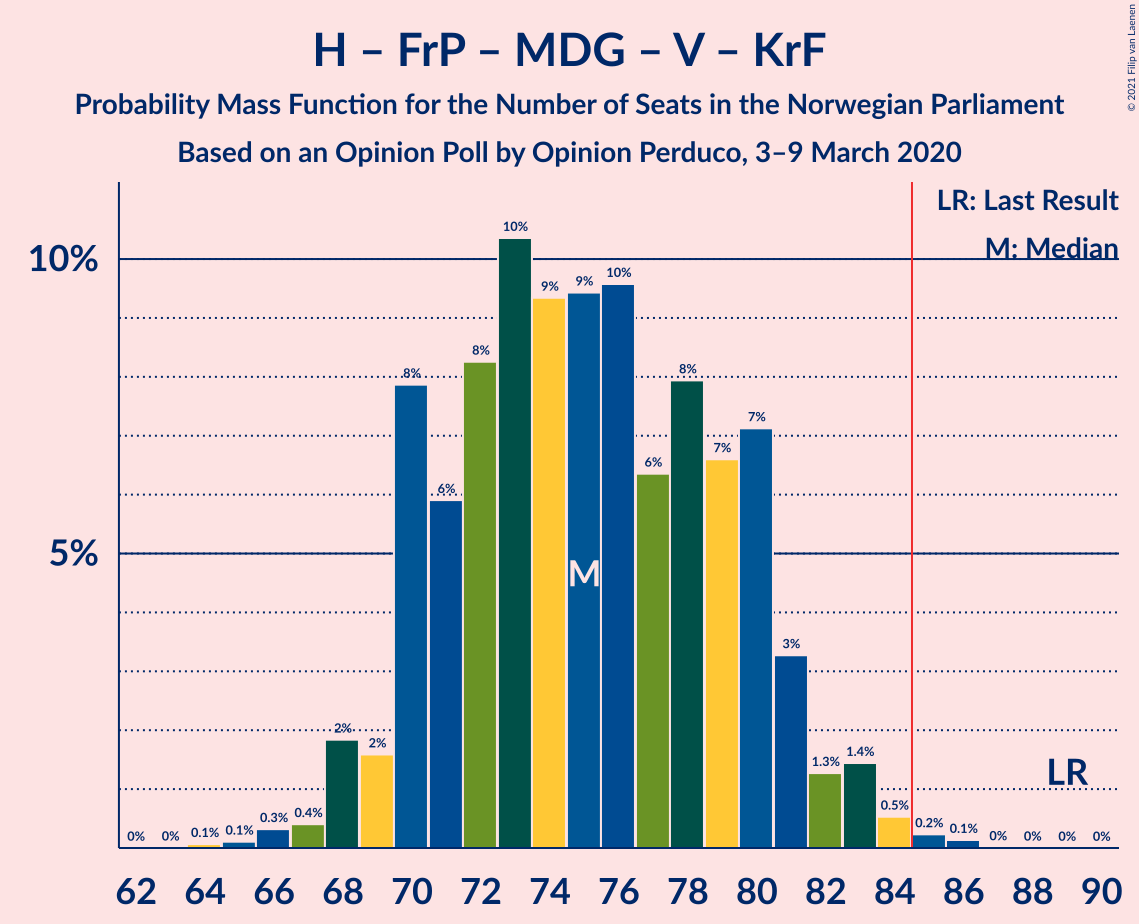 H – FrP – MDG – V – KrF
Probability Mass Function for the Number of Seats in the Norwegian Parliament
Based on an Opinion Poll by Opinion Perduco, 3–9 March 2020
© 2021 Filip van Laenen
LR: Last Result
M: Median
10%
5%
0% 0% 0.1% 0.1% 0.3% 0.4% 2% 2% 8% 6% 8% 10% 9% 9% 10% 6% 8% 7% 7% 3% 1.3% 1.4% 0.5% 0.2% 0.1% 0% 0% 0% 0%
M
LR
62 64 66 68 70 72 74 76 78 80 82 84 86 88 90